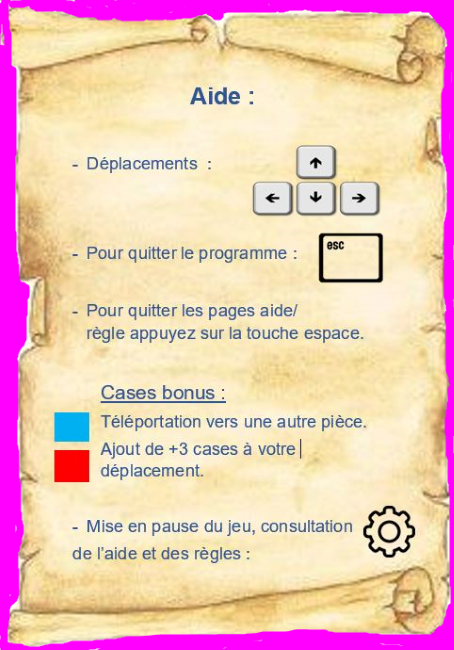 Aide :
- Déplacements :
- Pour quitter le programme :
esc
- Pour quitter les pages aide/
règle appuyez sur la touche espace.
Cases bonus :
Téléportation vers une autre pièce.
Ajout de +3 cases à votre
déplacement.
- Mise en pause du jeu, consultation
de l'aide et des règles :